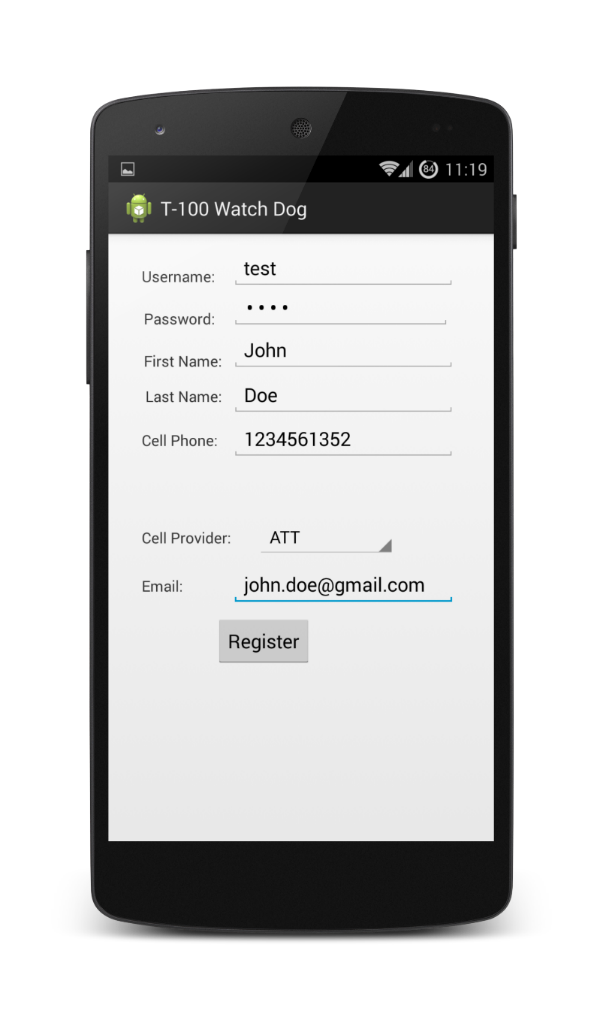 84 11:19
T-100 Watch Dog
Username: test
Password: ••••
First Name: John
Last Name: Doe
Cell Phone: 1234561352
Cell Provider: ATT
Email: john.doe@gmail.com
Register